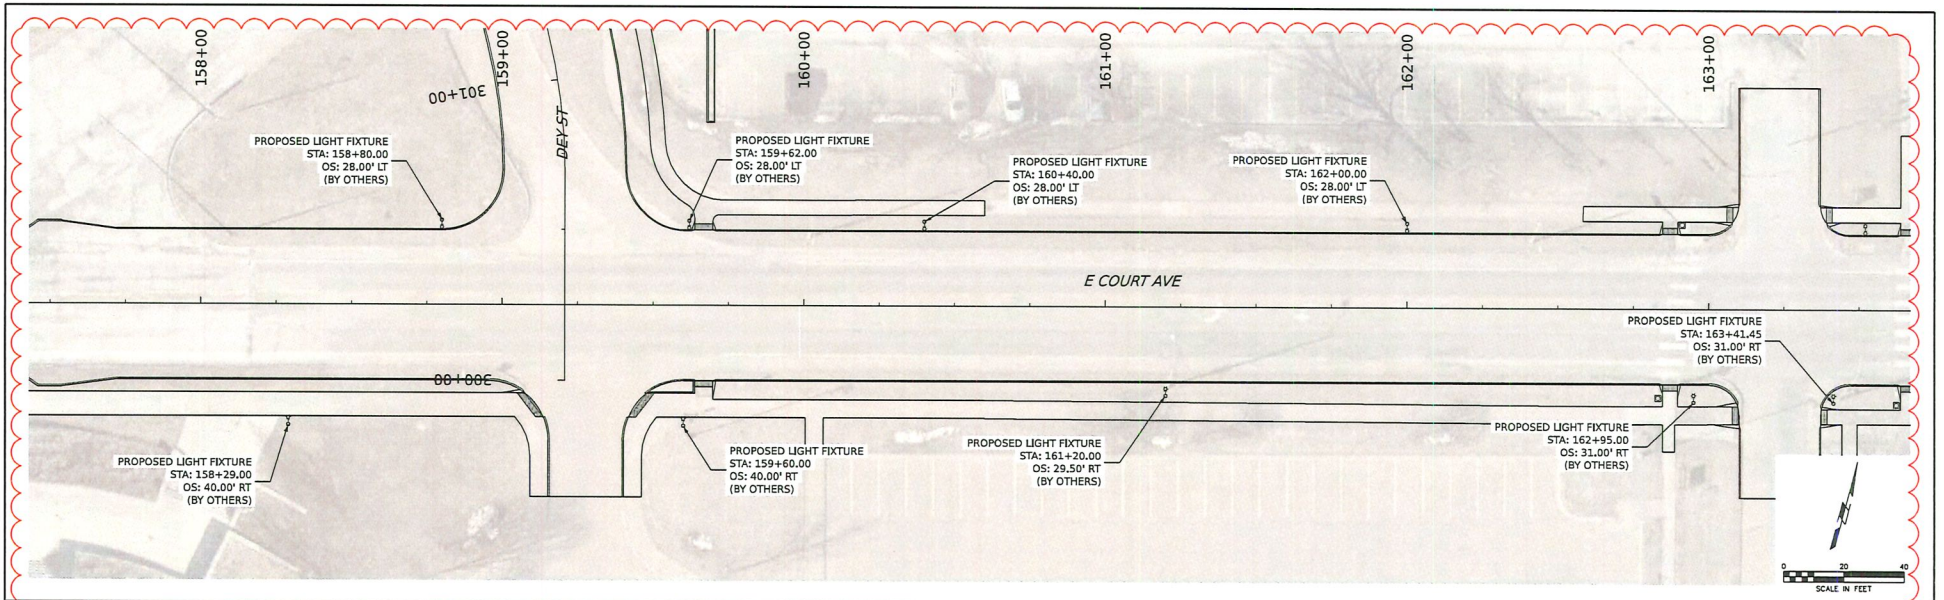 158+00
159+00
160+00
161+00
162+00
163+00
301+00
DEY ST
PROPOSED LIGHT FIXTURE
STA: 158+80.00
OS: 28.00' LT
(BY OTHERS)
PROPOSED LIGHT FIXTURE
STA: 159+62.00
OS: 28.00' LT
(BY OTHERS)
PROPOSED LIGHT FIXTURE
STA: 160+40.00
OS: 28.00' LT
(BY OTHERS)
PROPOSED LIGHT FIXTURE
STA: 162+00.00
OS: 28.00' LT
(BY OTHERS)
E COURT AVE
PROPOSED LIGHT FIXTURE
STA: 163+41.45
OS: 31.00' RT
(BY OTHERS)
300+00
PROPOSED LIGHT FIXTURE
STA: 158+29.00
OS: 40.00' RT
(BY OTHERS)
PROPOSED LIGHT FIXTURE
STA: 159+60.00
OS: 40.00' RT
(BY OTHERS)
PROPOSED LIGHT FIXTURE
STA: 161+20.00
OS: 29.50' RT
(BY OTHERS)
PROPOSED LIGHT FIXTURE
STA: 162+95.00
OS: 31.00' RT
(BY OTHERS)
0 20 40
SCALE IN FEET